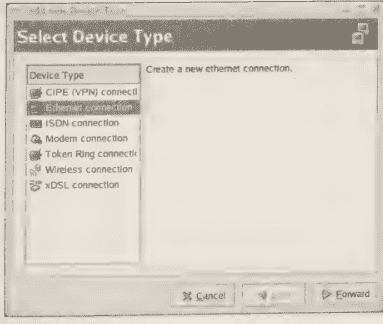 Select Device Type
Device Type
Create a new ethernet connection.
CIPE (VPN) connecti
Ethernet connection
ISDN connection
Modem connection
Token Ring connectio
Wireless connection
xDSL connection
Cancel
Forward